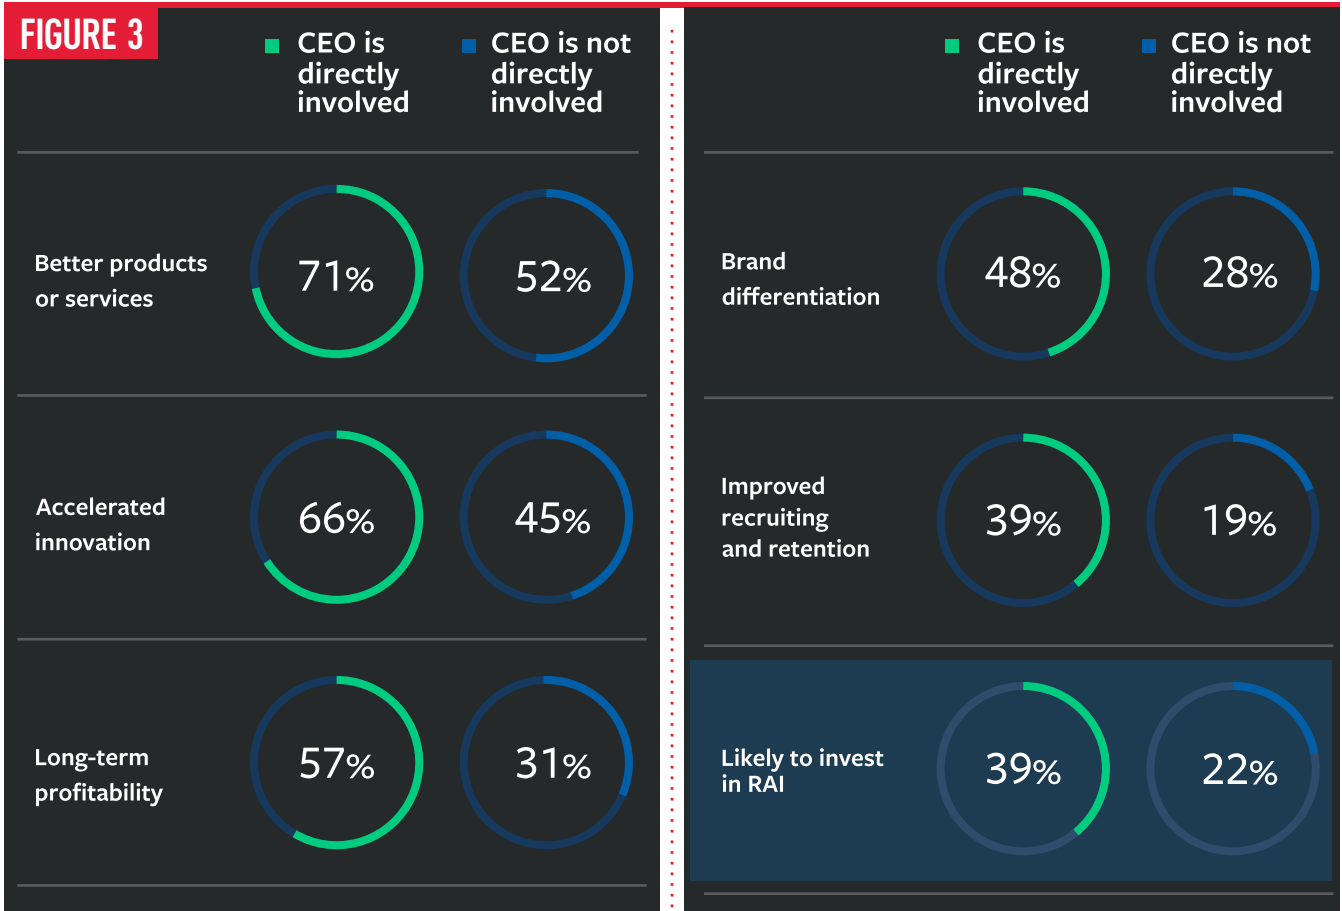 FIGURE 3
CEO is
directly
involved
CEO is not
directly
involved
Better products
or services
71%
52%
Accelerated
innovation
66%
45%
Long-term
profitability
57%
31%
CEO is
directly
involved
CEO is not
directly
involved
Brand
differentiation
48%
28%
Improved
recruiting
and retention
39%
19%
Likely to invest
in RAI
39%
22%